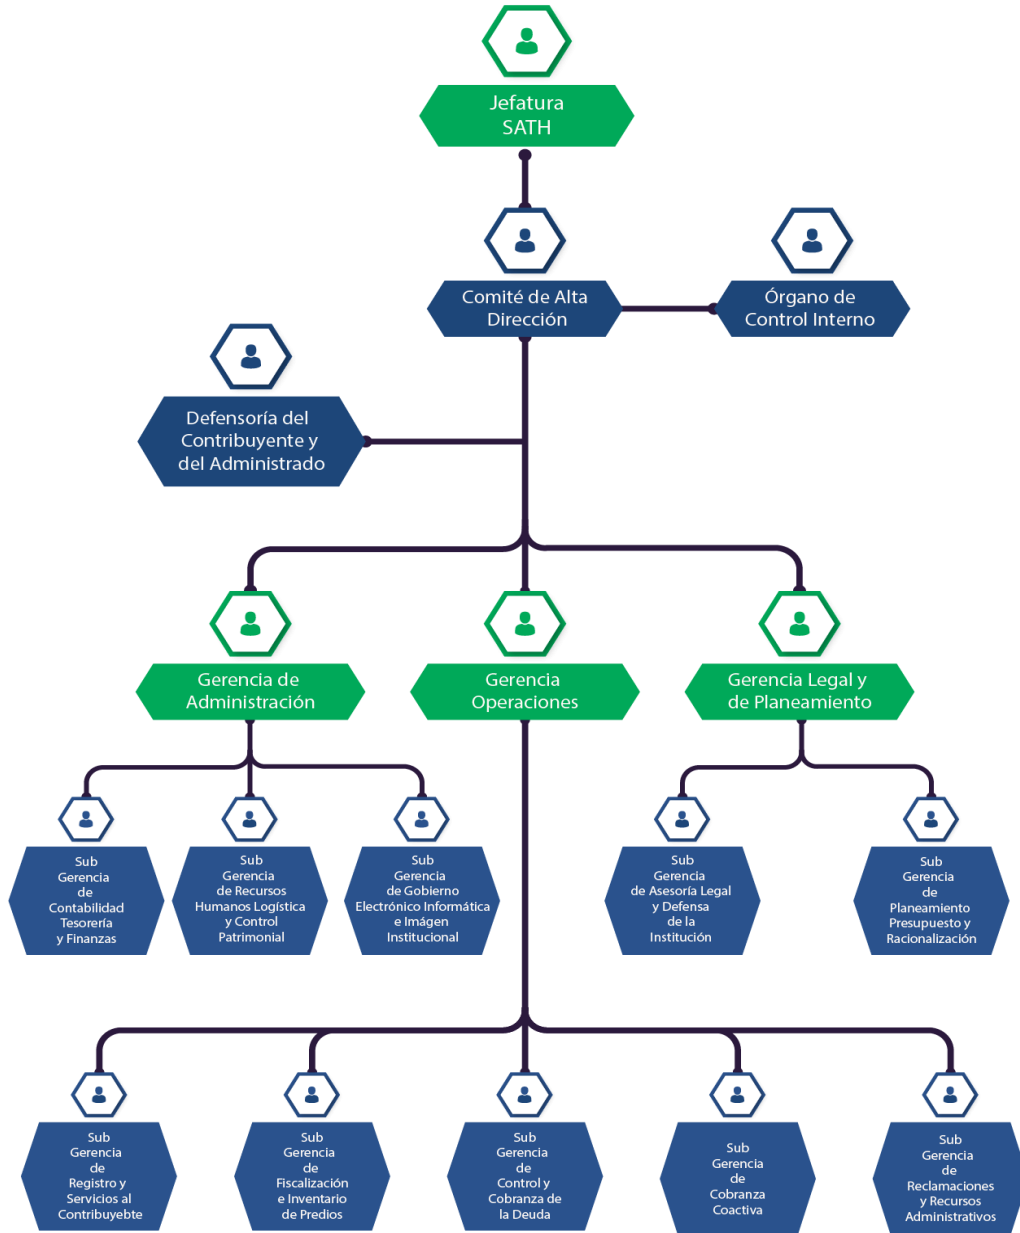 Jefatura
SATH
Comité de Alta
Dirección
Órgano de
Control Interno
Defensoría del
Contribuyente y
del Administrado
Gerencia de
Administración
Gerencia
Operaciones
Gerencia Legal y
de Planeamiento
Sub
Gerencia
de
Contabilidad
Tesorería
y Finanzas
Sub
Gerencia
de Recursos
Humanos Logística
y Control
Patrimonial
Sub
Gerencia
de Gobierno
Electrónico Informática
e Imágen
Institucional
Sub
Gerencia
de Asesoría Legal
y Defensa
de la
Institución
Sub
Gerencia
de
Planeamiento
Presupuesto y
Racionalización
Sub
Gerencia
de
Registro y
Servicios al
Contribuyebte
Sub
Gerencia
de
Fiscalización
e Inventario
de Predios
Sub
Gerencia
de
Control y
Cobranza de
la Deuda
Sub
Gerencia
de
Cobranza
Coactiva
Sub
Gerencia
de
Reclamaciones
y Recursos
Administrativos